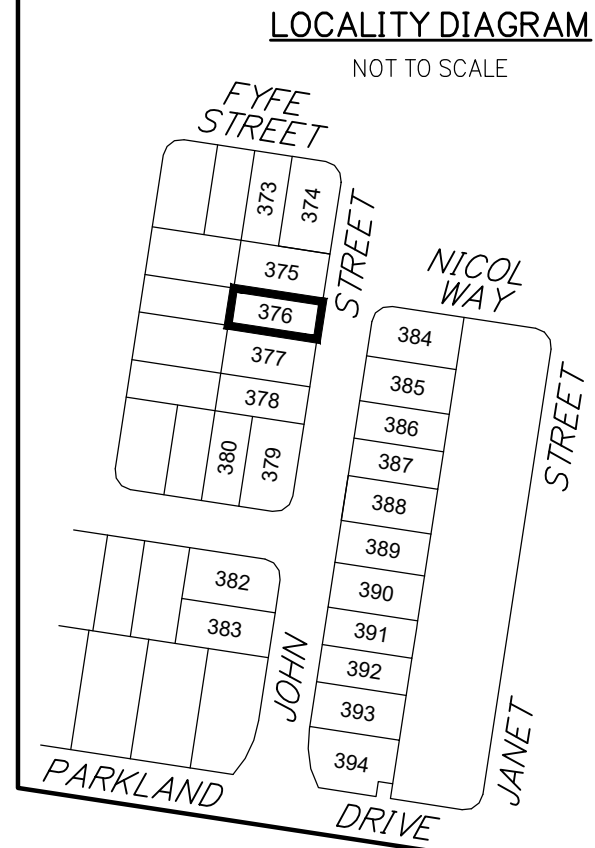 LOCALITY DIAGRAM
NOT TO SCALE
FYFE
STREET
373
374
STREET
375
376
377
378
380
379
NICOL
WAY
384
385
386
387
388
389
390
391
392
393
394
STREET
382
383
JOHN
JANET
PARKLAND
DRIVE